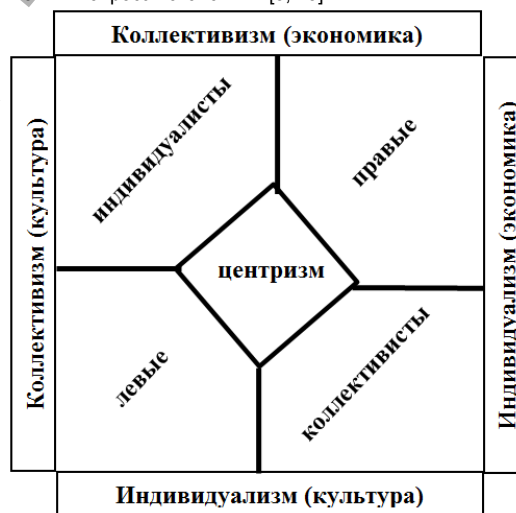 Коллективизм (экономика)
Коллективизм (культура)
индивидуалисты
правые
центризм
левые
коллективисты
Индивидуализм (экономика)
Индивидуализм (культура)